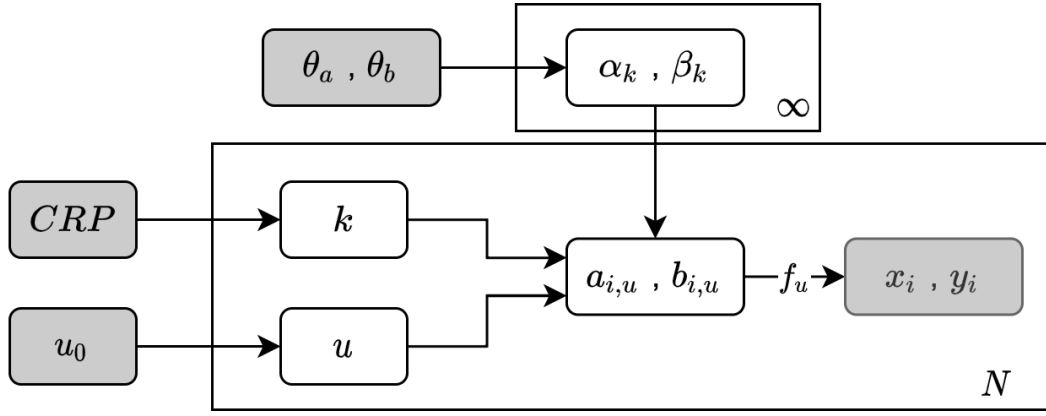 θ_a , θ_b
α_k , β_k
∞
CRP
k
a_{i,u} , b_{i,u}
f_u
x_i , y_i
u_0
u
N